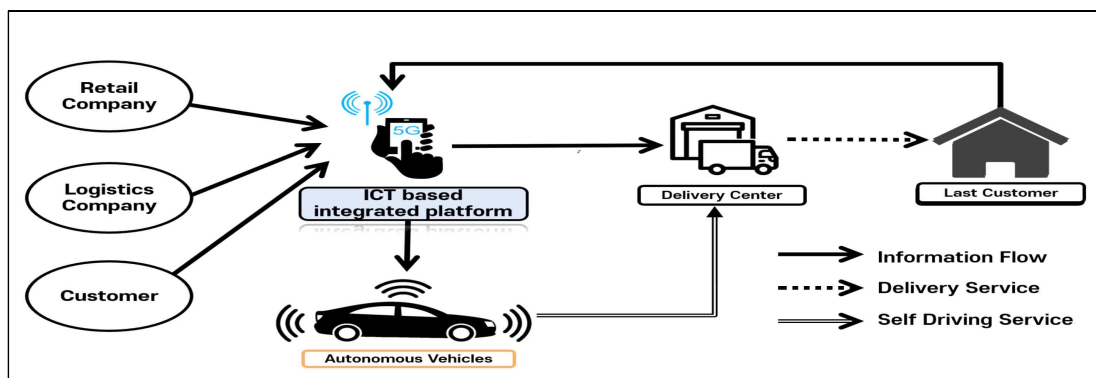 Retail
Company
Logistics
Company
Customer
5G
ICT based
integrated platform
Autonomous Vehicles
Delivery Center
Last Customer
Information Flow
Delivery Service
Self Driving Service